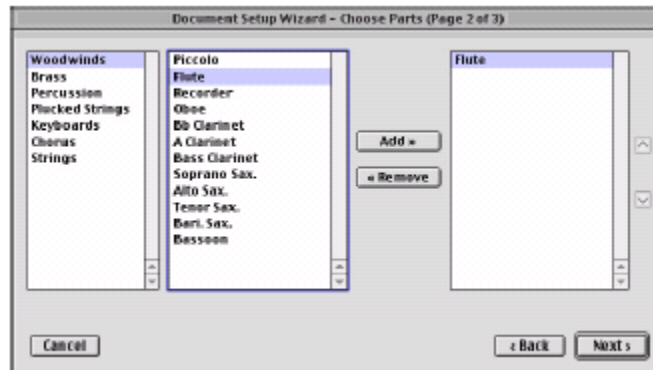 Document Setup Wizard – Choose Parts (Page 2 of 3)
Woodwinds
Brass
Percussion
Plucked Strings
Keyboards
Chorus
Strings
Piccolo
Flute
Recorder
Oboe
Bb Clarinet
A Clarinet
Bass Clarinet
Soprano Sax.
Alto Sax.
Tenor Sax.
Bari. Sax.
Bassoon
Add »
« Remove
Flute
Cancel
‹ Back
Next ›